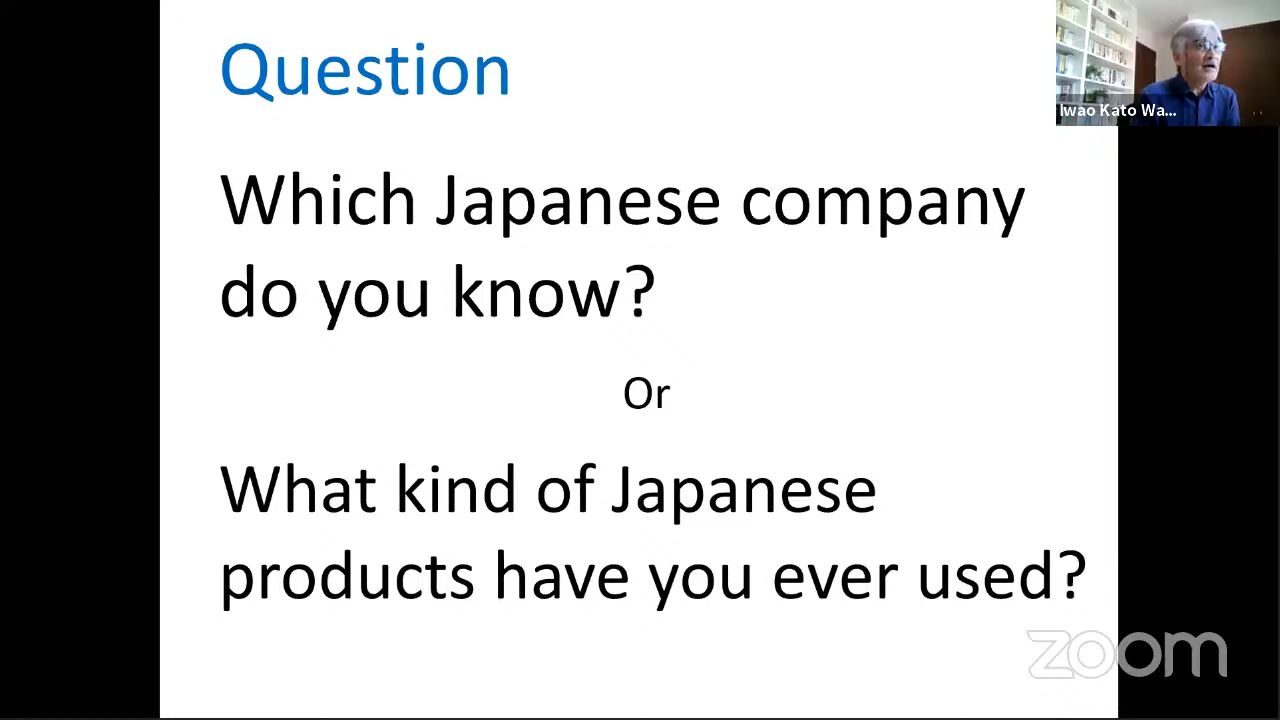 Question
Iwao Kato Wa...
Which Japanese company
do you know?
Or
What kind of Japanese
products have you ever used?
zoom